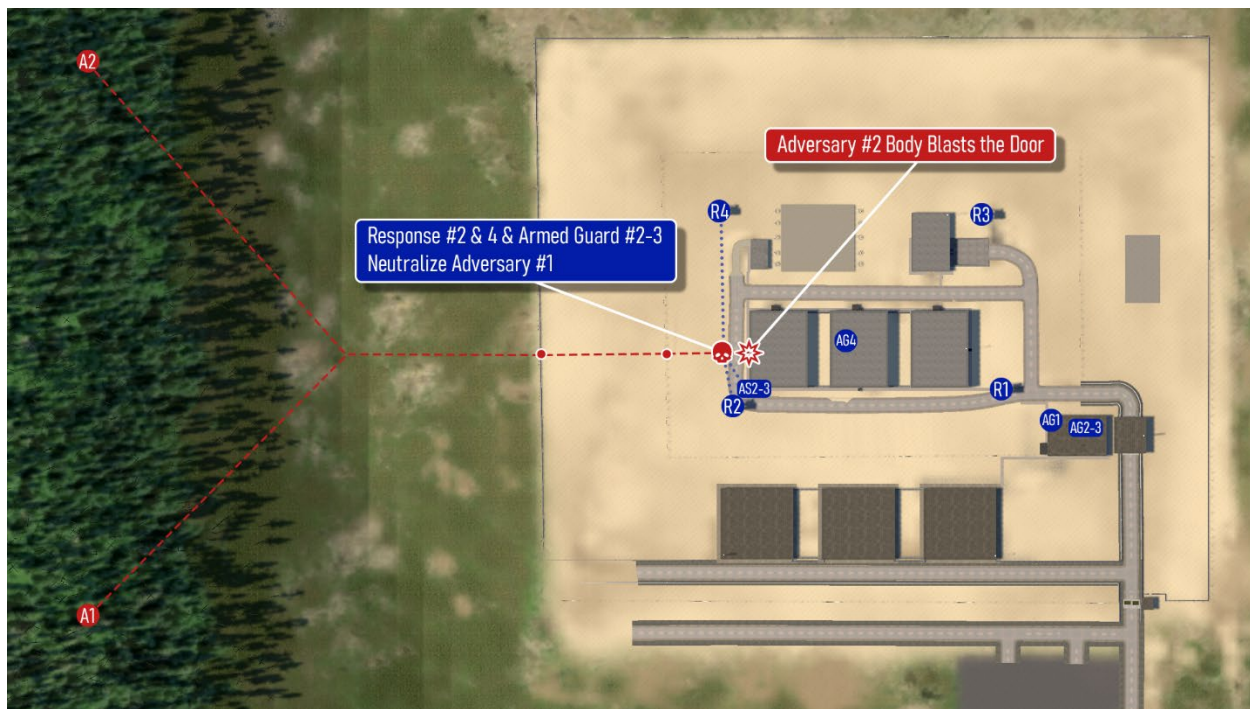 A2
Adversary #2 Body Blasts the Door
R4
R3
Response #2 & 4 & Armed Guard #2-3
Neutralize Adversary #1
AG4
AS2-3
R2
R1
AG1
AG2-3
A1